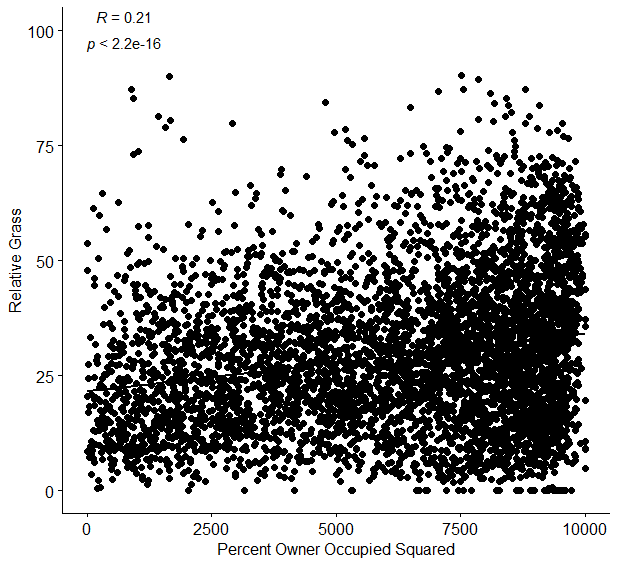 R = 0.21
p < 2.2e-16
100
75
50
25
0
Relative Grass
0 2500 5000 7500 10000
Percent Owner Occupied Squared